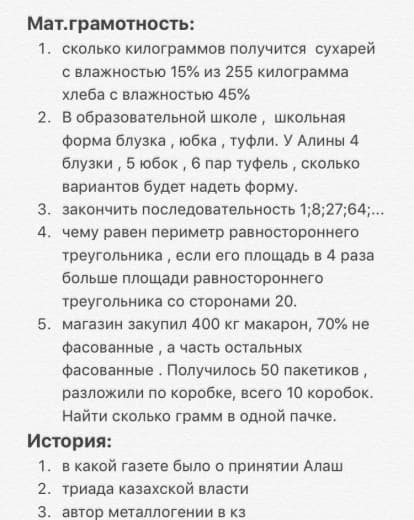 Мат.грамотность:
1. сколько килограммов получится сухарей
с влажностью 15% из 255 килограмма
хлеба с влажностью 45%
2. В образовательной школе , школьная
форма блузка , юбка , туфли. У Алины 4
блузки , 5 юбок , 6 пар туфель , сколько
вариантов будет надеть форму.
3. закончить последовательность 1;8;27;64;...
4. чему равен периметр равностороннего
треугольника , если его площадь в 4 раза
больше площади равностороннего
треугольника со сторонами 20.
5. магазин закупил 400 кг макарон, 70% не
фасованные , а часть остальных
фасованные . Получилось 50 пакетиков ,
разложили по коробке, всего 10 коробок.
Найти сколько грамм в одной пачке.
История:
1. в какой газете было о принятии Алаш
2. триада казахской власти
3. автор металлогении в кз